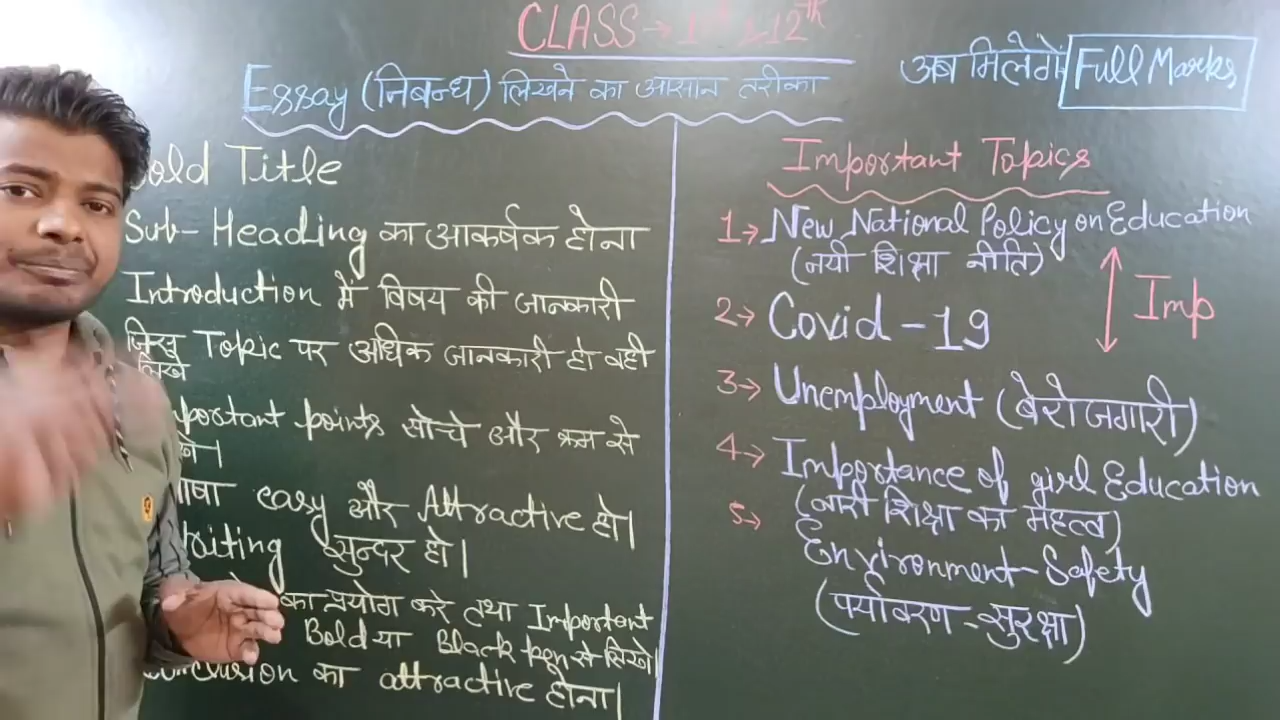 CLASS → 1st 12th
Essay (निबन्ध) लिखने का आसान तरीका
अब मिलेगें Full Marks
Title
Sub-Heading का आकर्षक होना
Introduction में विषय की जानकारी
जिस Topic पर अधिक जानकारी हो वही
लिखे
points सोचे और क्रम से
easy और Attractive हो।
सुन्दर हो।
का प्रयोग करे तथा Important
Bold या Black pen से लिखे।
का attractive होना।
Important Topics
1→ New National Policy on Education
(नयी शिक्षा नीति)
Imp
2→ Covid-19
3→ Unemployment (बेरोजगारी)
4→ Importance of girl Education
(नारी शिक्षा का महत्व)
5→ Environment-Safety
(पर्यावरण-सुरक्षा)